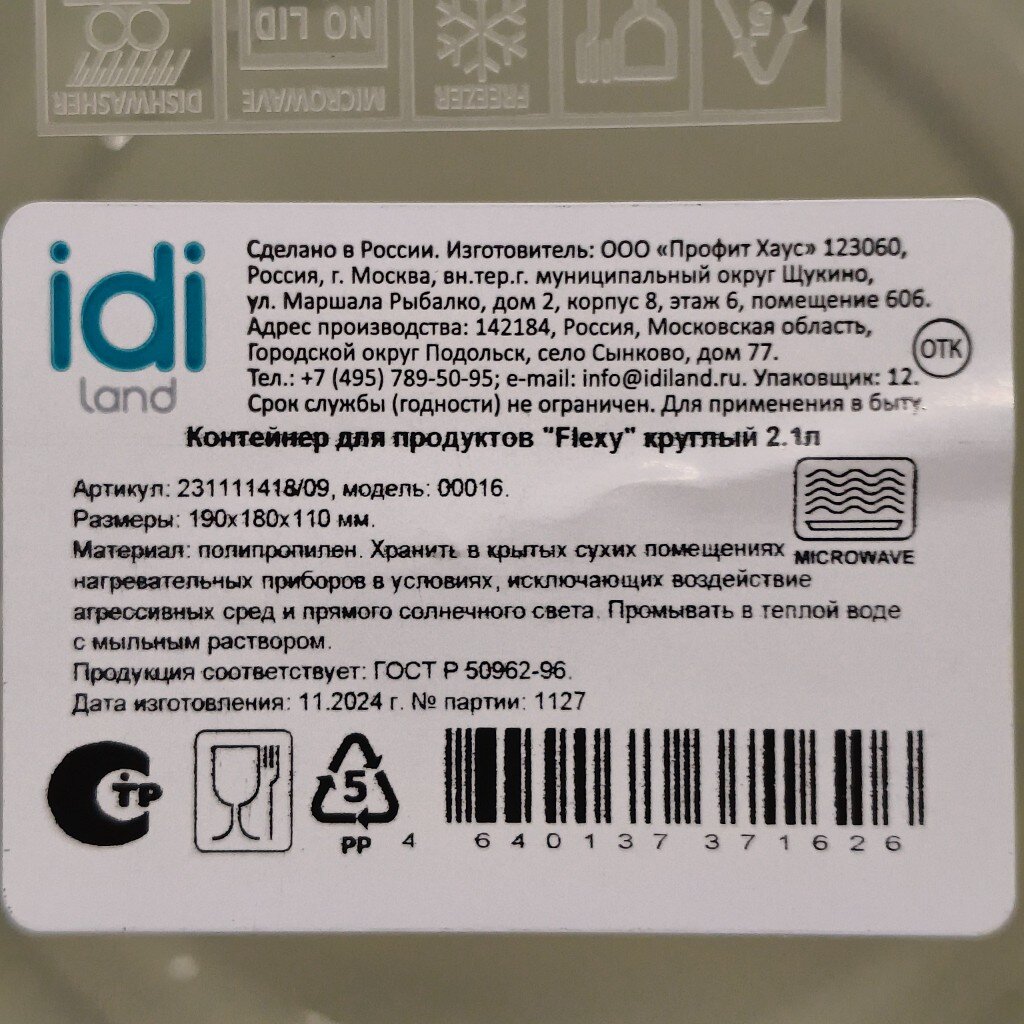 DISHWASHER
NO LID
MICROWAVE
FREEZER
5
idi
land
Сделано в России. Изготовитель: ООО «Профит Хаус» 123060,
Россия, г. Москва, вн.тер.г. муниципальный округ Щукино,
ул. Маршала Рыбалко, дом 2, корпус 8, этаж 6, помещение 606.
Адрес производства: 142184, Россия, Московская область,
Городской округ Подольск, село Сынково, дом 77.
Тел.: +7 (495) 789-50-95; e-mail: info@idiland.ru. Упаковщик: 12.
Срок службы (годности) не ограничен. Для применения в быту.
ОТК
Контейнер для продуктов "Flexy" круглый 2.1л
Артикул: 231111418/09, модель: 00016.
Размеры: 190х180х110 мм.
Материал: полипропилен. Хранить в крытых сухих помещениях
нагревательных приборов в условиях, исключающих воздействие
агрессивных сред и прямого солнечного света. Промывать в теплой воде
с мыльным раствором.
Продукция соответствует: ГОСТ Р 50962-96.
Дата изготовления: 11.2024 г. № партии: 1127
MICROWAVE
СТР
5
PP
4 640137 371626